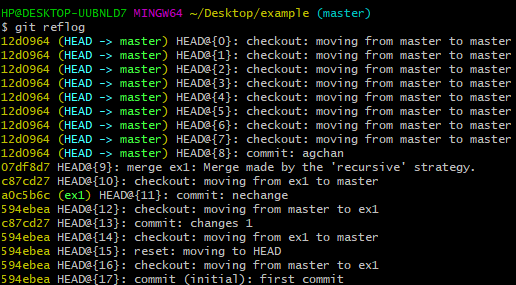 HP@DESKTOP-UUBNLD7 MINGW64 ~/Desktop/example (master)
$ git reflog
12d0964 (HEAD -> master) HEAD@{0}: checkout: moving from master to master
12d0964 (HEAD -> master) HEAD@{1}: checkout: moving from master to master
12d0964 (HEAD -> master) HEAD@{2}: checkout: moving from master to master
12d0964 (HEAD -> master) HEAD@{3}: checkout: moving from master to master
12d0964 (HEAD -> master) HEAD@{4}: checkout: moving from master to master
12d0964 (HEAD -> master) HEAD@{5}: checkout: moving from master to master
12d0964 (HEAD -> master) HEAD@{6}: checkout: moving from master to master
12d0964 (HEAD -> master) HEAD@{7}: checkout: moving from master to master
12d0964 (HEAD -> master) HEAD@{8}: commit: agchan
07df8d7 HEAD@{9}: merge ex1: Merge made by the 'recursive' strategy.
c87cd27 HEAD@{10}: checkout: moving from ex1 to master
a0c5b6c (ex1) HEAD@{11}: commit: nechange
594ebea HEAD@{12}: checkout: moving from master to ex1
c87cd27 HEAD@{13}: commit: changes 1
594ebea HEAD@{14}: checkout: moving from ex1 to master
594ebea HEAD@{15}: reset: moving to HEAD
594ebea HEAD@{16}: checkout: moving from master to ex1
594ebea HEAD@{17}: commit (initial): first commit